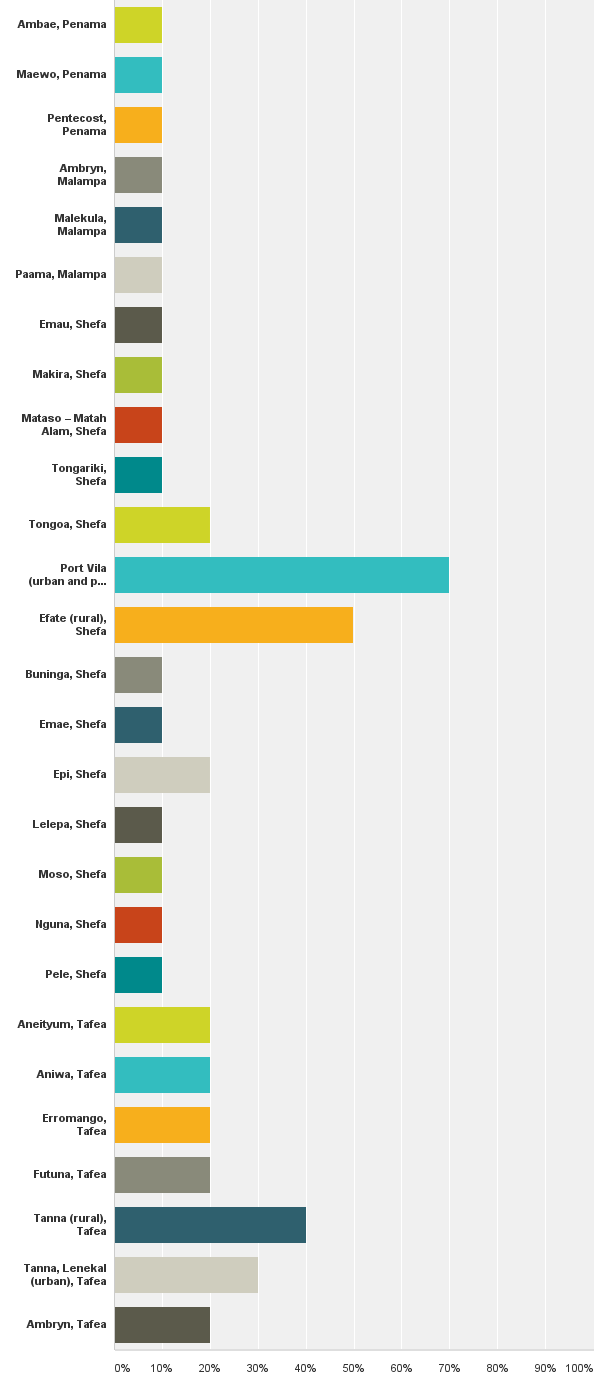 Ambae, Penama
Maewo, Penama
Pentecost,
Penama
Ambryn,
Malampa
Malekula,
Malampa
Paama, Malampa
Emau, Shefa
Makira, Shefa
Mataso – Matah
Alam, Shefa
Tongariki,
Shefa
Tongoa, Shefa
Port Vila
(urban and p...
Efate (rural),
Shefa
Buninga, Shefa
Emae, Shefa
Epi, Shefa
Lelepa, Shefa
Moso, Shefa
Nguna, Shefa
Pele, Shefa
Aneityum, Tafea
Aniwa, Tafea
Erromango,
Tafea
Futuna, Tafea
Tanna (rural),
Tafea
Tanna, Lenekal
(urban), Tafea
Ambryn, Tafea
0% 10% 20% 30% 40% 50% 60% 70% 80% 90% 100%